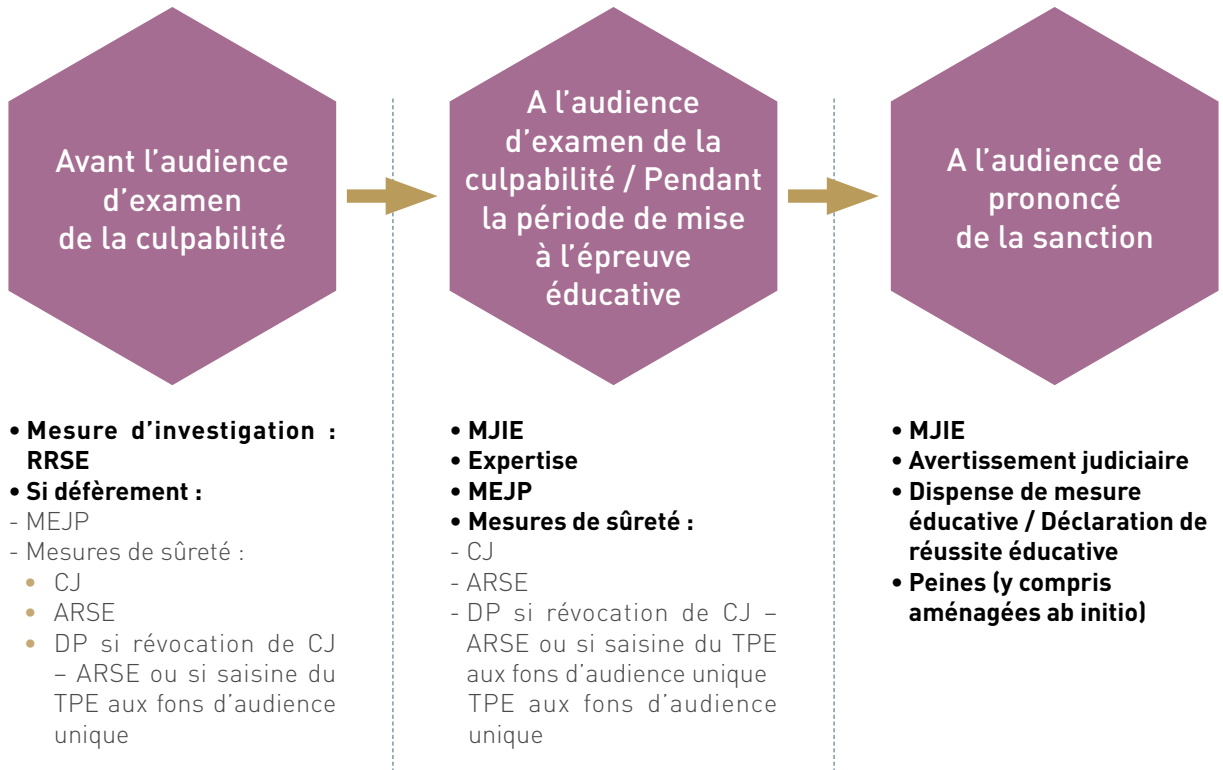 Avant l’audience
d’examen
de la culpabilité
• Mesure d’investigation :
RRSE
• Si défèrement :
- MEJP
- Mesures de sûreté :
• CJ
• ARSE
• DP si révocation de CJ
– ARSE ou si saisine du
TPE aux fons d’audience
unique
A l’audience
d’examen de la
culpabilité / Pendant
la période de mise
à l’épreuve
éducative
• MJIE
• Expertise
• MEJP
• Mesures de sûreté :
- CJ
- ARSE
- DP si révocation de CJ –
ARSE ou si saisine du TPE
aux fons d’audience unique
TPE aux fons d’audience
unique
A l’audience de
prononcé
de la sanction
• MJIE
• Avertissement judiciaire
• Dispense de mesure
éducative / Déclaration de
réussite éducative
• Peines (y compris
aménagées ab initio)